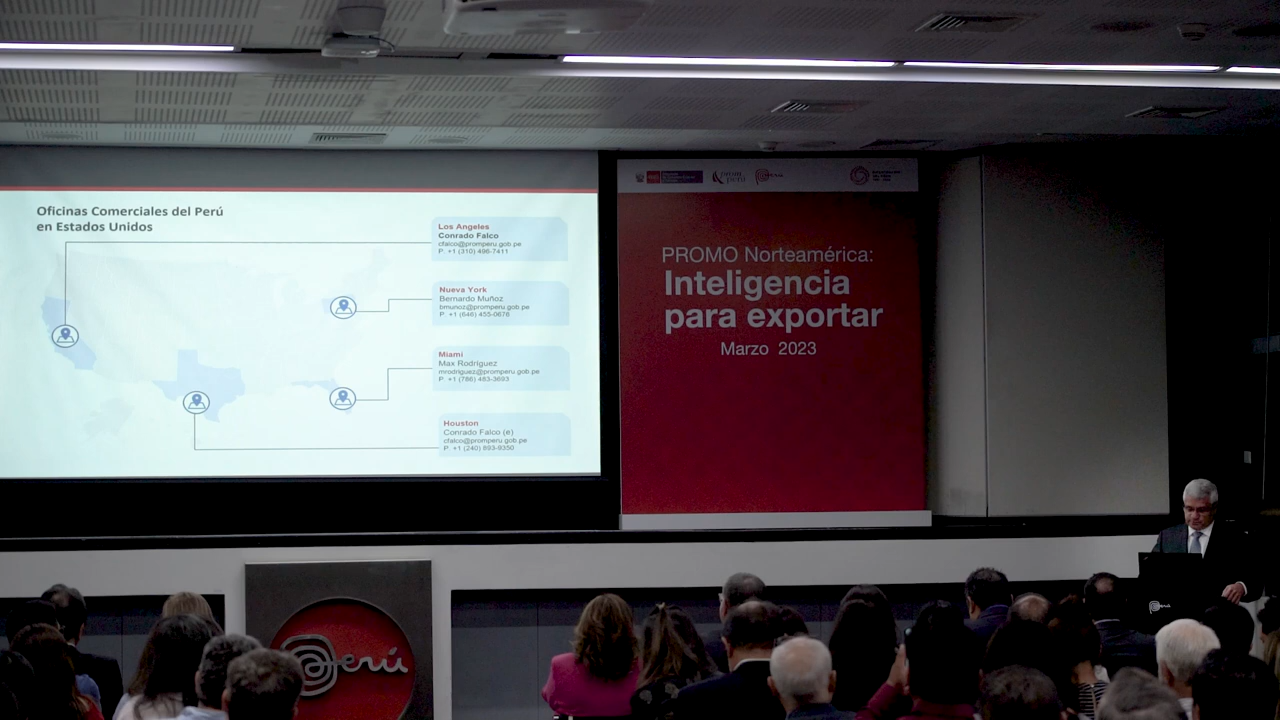 Oficinas Comerciales del Perú
en Estados Unidos
Los Angeles
Conrado Falco
cfalco@promperu.gob.pe
P. +1 (310) 496-7411
Nueva York
Bernardo Muñoz
bmunoz@promperu.gob.pe
P. +1 (646) 455-0678
Miami
Max Rodríguez
mrodriguez@promperu.gob.pe
P. +1 (786) 483-3693
Houston
Conrado Falco (e)
cfalco@promperu.gob.pe
P. +1 (240) 893-9350
PROMO Norteamérica:
Inteligencia
para exportar
Marzo 2023
Perú